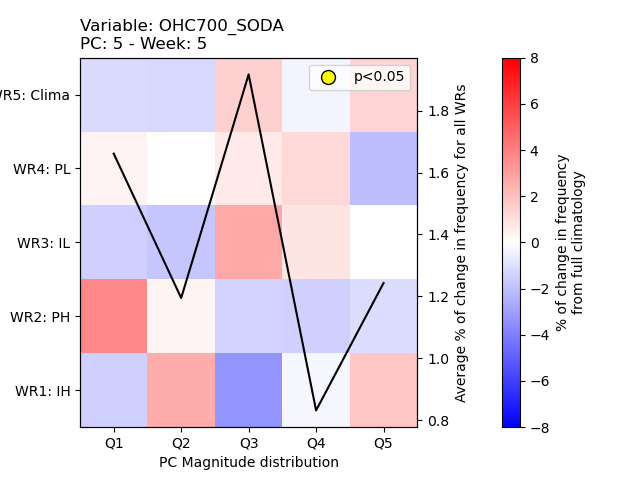 Variable: OHC700_SODA
PC: 5 - Week: 5
p<0.05
WR5: Clima
WR4: PL
WR3: IL
WR2: PH
WR1: IH
Q1 Q2 Q3 Q4 Q5
PC Magnitude distribution
1.8
1.6
1.4
1.2
1.0
0.8
Average % of change in frequency for all WRs
8
6
4
2
0
−2
−4
−6
−8
% of change in frequency
from full climatology